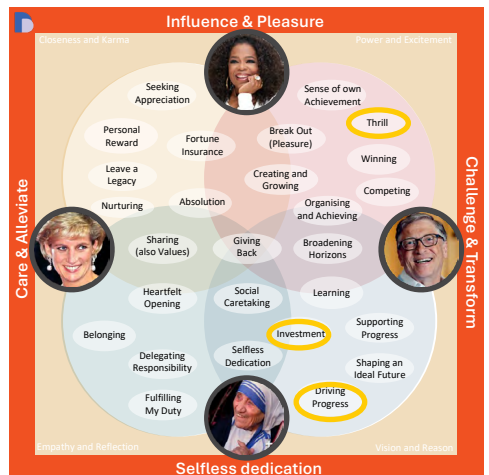 Influence & Pleasure
Closeness and Karma
Power and Excitement
Seeking
Appreciation
Sense of own
Achievement
Thrill
Personal
Reward
Fortune
Insurance
Break Out
(Pleasure)
Winning
Leave a
Legacy
Creating and
Growing
Competing
Nurturing
Absolution
Organising
and Achieving
Care & Alleviate
Challenge & Transform
Sharing
(also Values)
Giving
Back
Broadening
Horizons
Heartfelt
Opening
Social
Caretaking
Learning
Belonging
Investment
Supporting
Progress
Delegating
Responsibility
Selfless
Dedication
Shaping an
Ideal Future
Fulfilling
My Duty
Driving
Progress
Empathy and Reflection
Vision and Reason
Selfless dedication